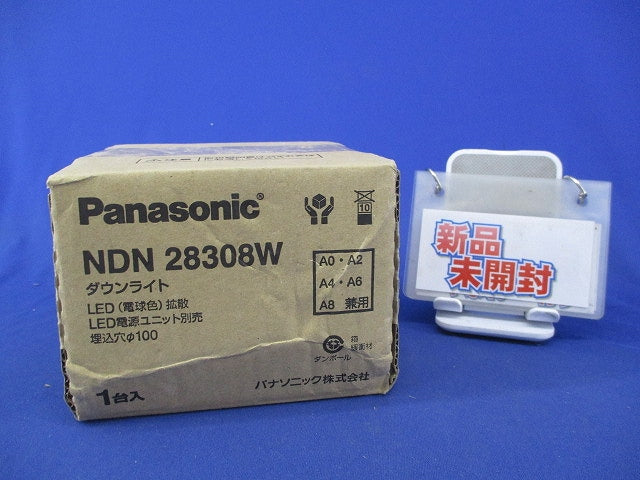 Panasonic®
10
NDN 28308W
A0・A2
A4・A6
A8 兼用
ダウンライト
LED（電球色）拡散
LED電源ユニット別売
埋込穴φ100
ダンボール
パナソニック株式会社
1台入
新品
未開封